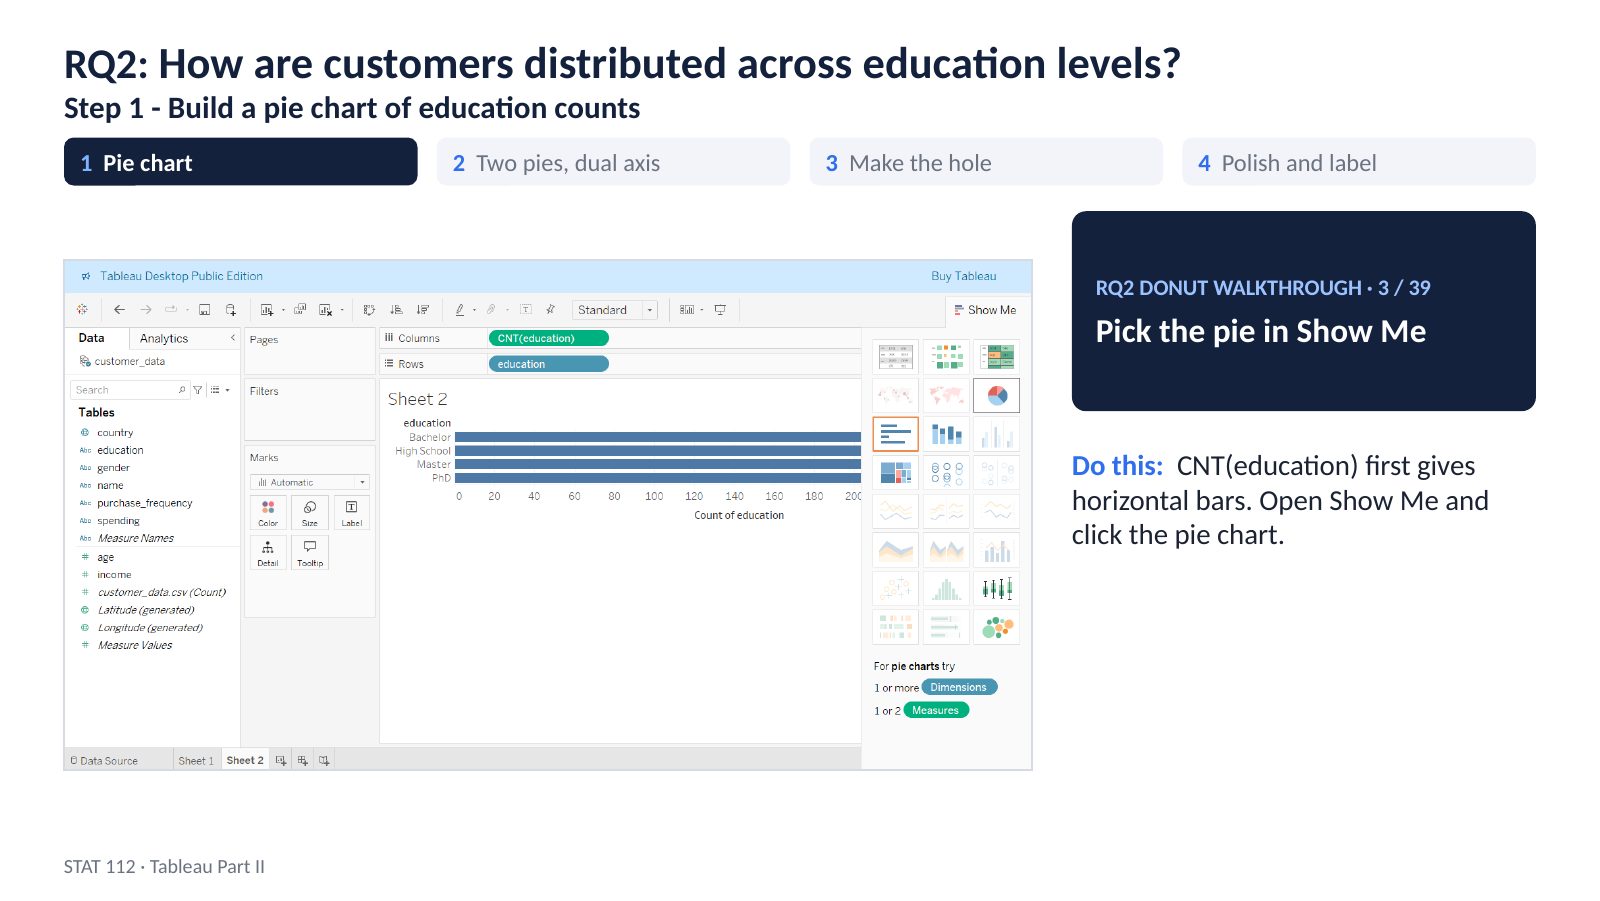 RQ2: How are customers distributed across education levels?
Step 1 - Build a pie chart of education counts
1 Pie chart
2 Two pies, dual axis
3 Make the hole
4 Polish and label
Tableau Desktop Public Edition
Buy Tableau
Standard
Show Me
Data
Analytics
customer_data
Search
Tables
country
Abc education
Abc gender
Abc name
Abc purchase_frequency
Abc spending
Abc Measure Names
# age
# income
# customer_data.csv (Count)
Latitude (generated)
Longitude (generated)
# Measure Values
Pages
Filters
Marks
Automatic
Color
Size
Label
Detail
Tooltip
Columns
CNT(education)
Rows
education
Sheet 2
education
Bachelor
High School
Master
PhD
0 20 40 60 80 100 120 140 160 180 200
Count of education
For pie charts try
1 or more Dimensions
1 or 2 Measures
Data Source
Sheet 1
Sheet 2
RQ2 DONUT WALKTHROUGH · 3 / 39
Pick the pie in Show Me
Do this: CNT(education) first gives
horizontal bars. Open Show Me and
click the pie chart.
STAT 112 · Tableau Part II